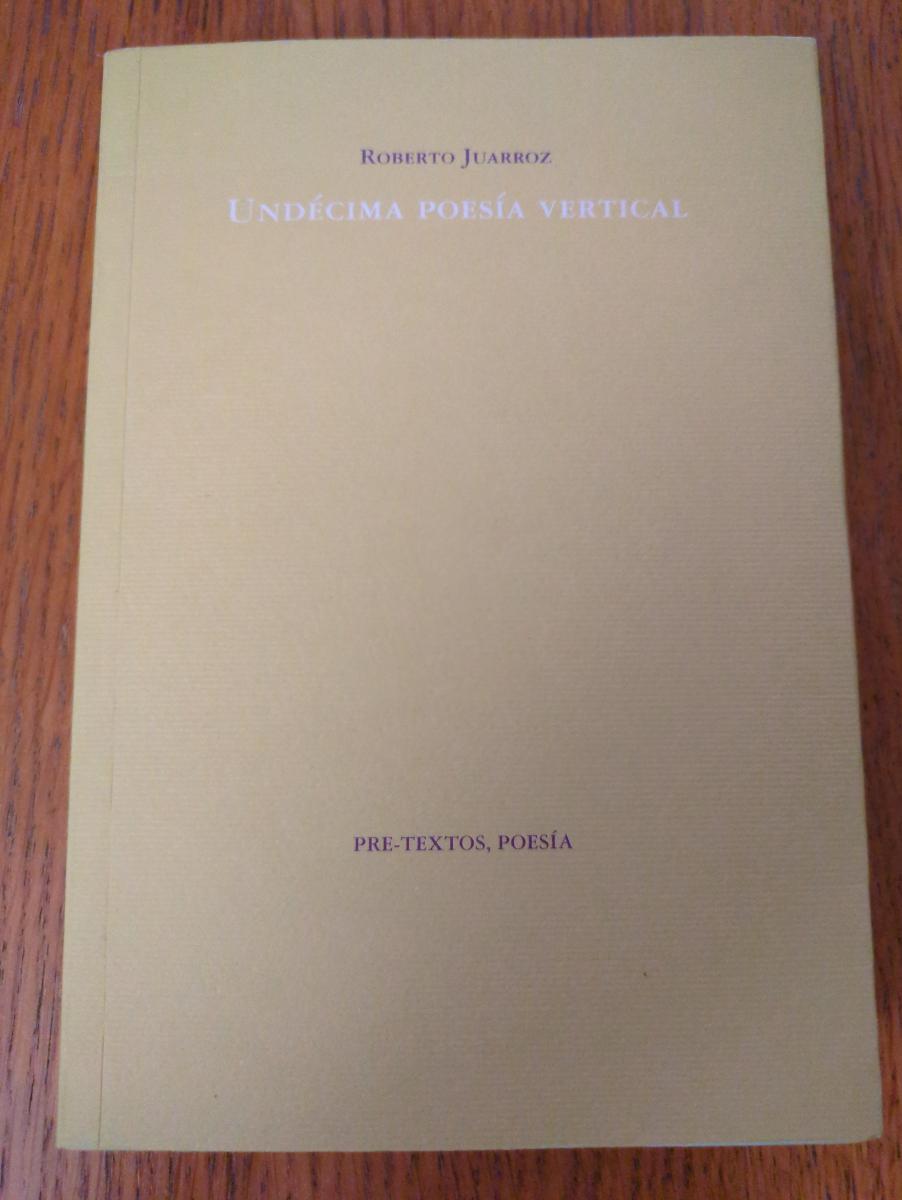 Roberto Juarroz
Undécima poesía vertical
PRE-TEXTOS, POESÍA